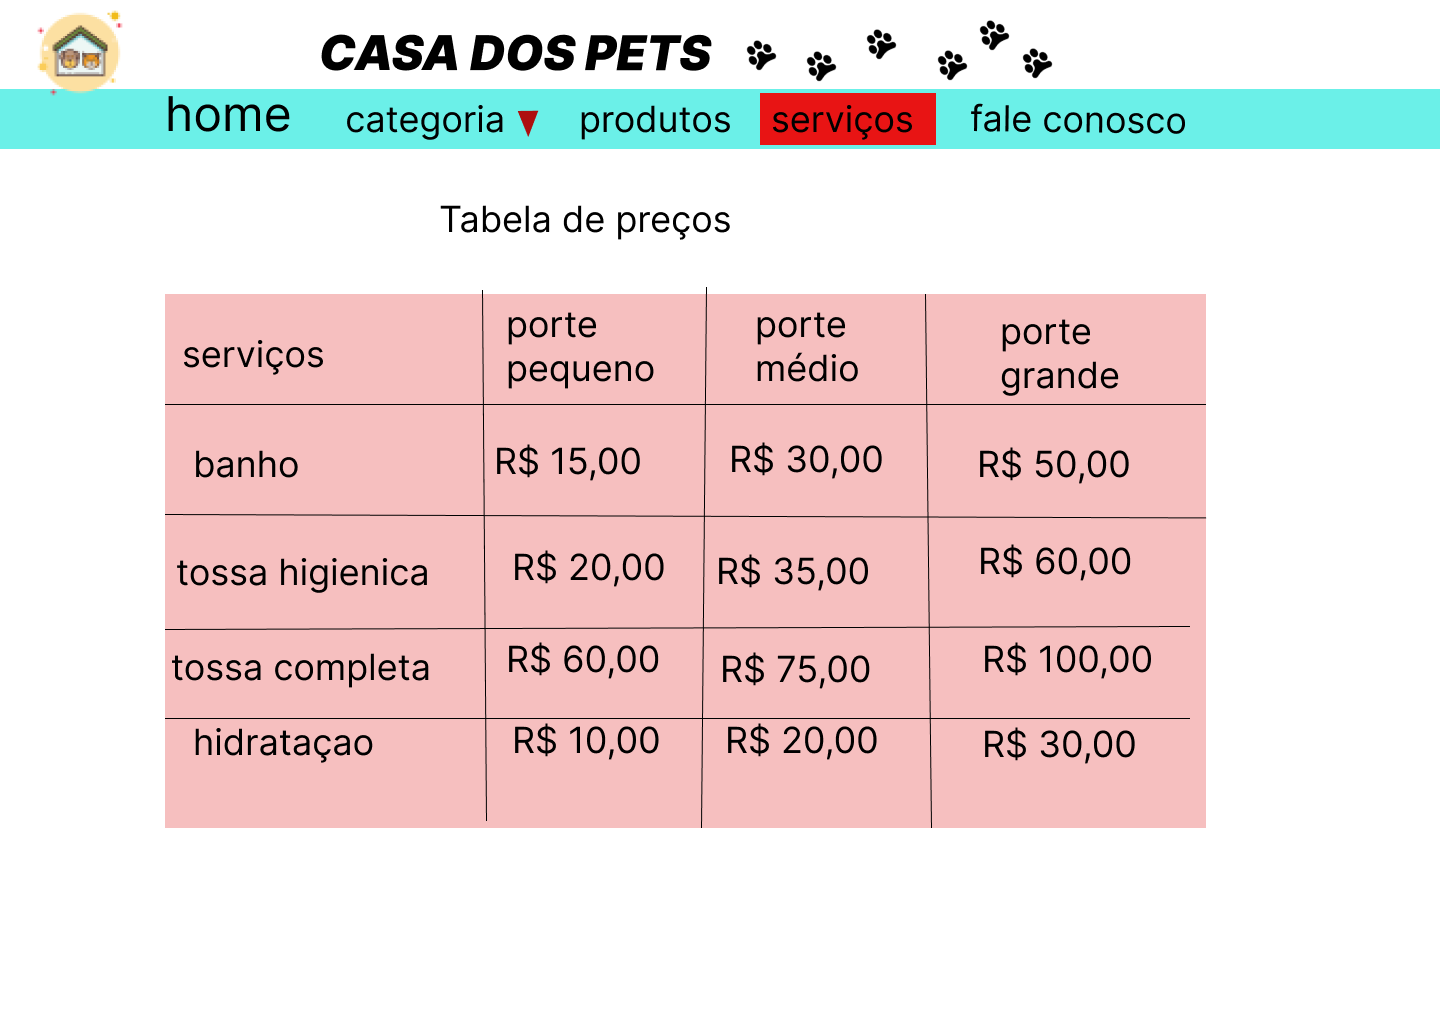 CASA DOS PETS
home categoria produtos serviços fale conosco
Tabela de preços
serviços porte pequeno porte médio porte grande
banho R$ 15,00 R$ 30,00 R$ 50,00
tossa higienica R$ 20,00 R$ 35,00 R$ 60,00
tossa completa R$ 60,00 R$ 75,00 R$ 100,00
hidrataçao R$ 10,00 R$ 20,00 R$ 30,00